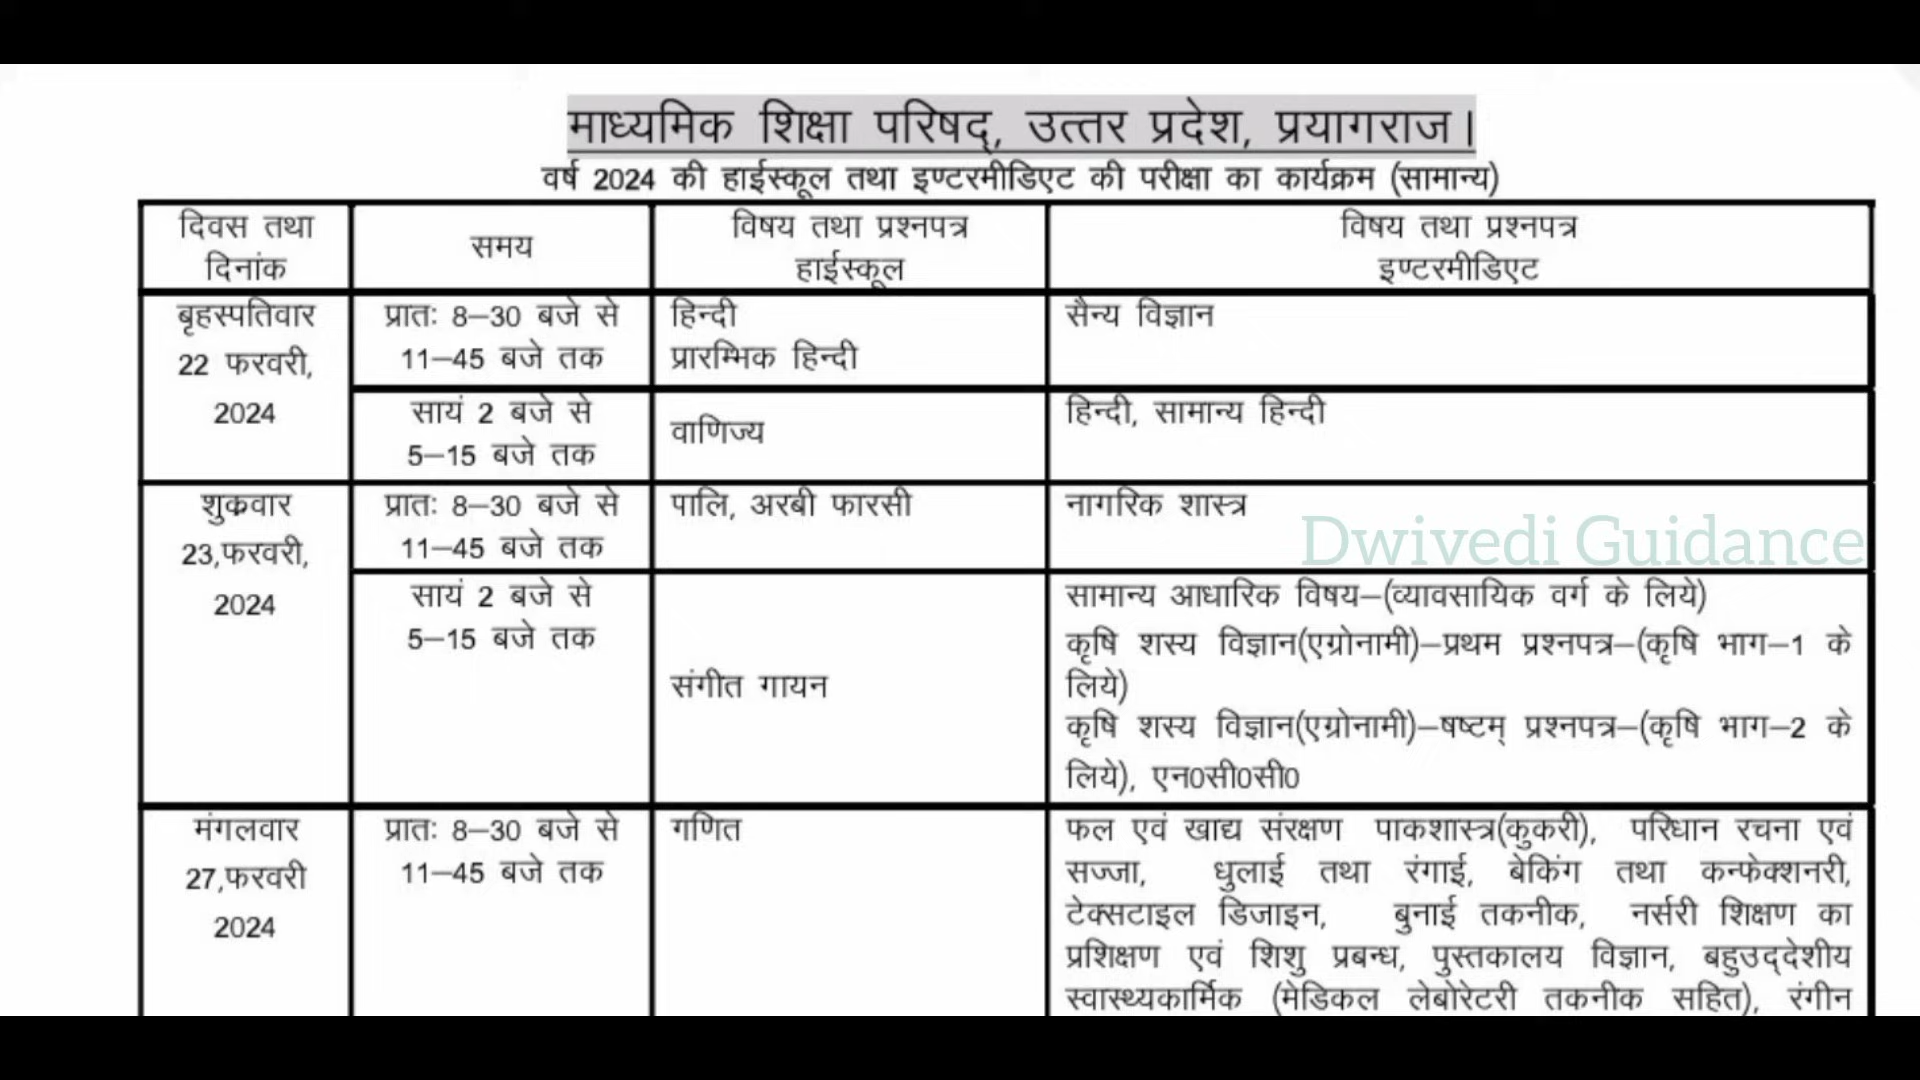 माध्यमिक शिक्षा परिषद्, उत्तर प्रदेश, प्रयागराज।
वर्ष 2024 की हाईस्कूल तथा इण्टरमीडिएट की परीक्षा का कार्यक्रम (सामान्य)
दिवस तथा
दिनांक
समय
विषय तथा प्रश्नपत्र
हाईस्कूल
विषय तथा प्रश्नपत्र
इण्टरमीडिएट
बृहस्पतिवार
22 फरवरी,
2024
प्रातः 8–30 बजे से
11–45 बजे तक
हिन्दी
प्रारम्भिक हिन्दी
सैन्य विज्ञान
सायं 2 बजे से
5–15 बजे तक
वाणिज्य
हिन्दी, सामान्य हिन्दी
शुक्रवार
23,फरवरी,
2024
प्रातः 8–30 बजे से
11–45 बजे तक
पालि, अरबी फारसी
नागरिक शास्त्र
Dwivedi Guidance
सायं 2 बजे से
5–15 बजे तक
संगीत गायन
सामान्य आधारिक विषय–(व्यावसायिक वर्ग के लिये)
कृषि शस्य विज्ञान(एग्रोनामी)–प्रथम प्रश्नपत्र–(कृषि भाग–1 के
लिये)
कृषि शस्य विज्ञान(एग्रोनामी)–षष्टम् प्रश्नपत्र–(कृषि भाग–2 के
लिये), एन0सी0सी0
मंगलवार
27,फरवरी
2024
प्रातः 8–30 बजे से
11–45 बजे तक
गणित
फल एवं खाद्य संरक्षण पाकशास्त्र(कुकरी), परिधान रचना एवं
सज्जा, धुलाई तथा रंगाई, बेकिंग तथा कन्फेक्शनरी,
टेक्सटाइल डिजाइन, बुनाई तकनीक, नर्सरी शिक्षण का
प्रशिक्षण एवं शिशु प्रबन्ध, पुस्तकालय विज्ञान, बहुउद्देशीय
स्वास्थ्यकार्मिक (मेडिकल लेबोरेटरी तकनीक सहित), रंगीन